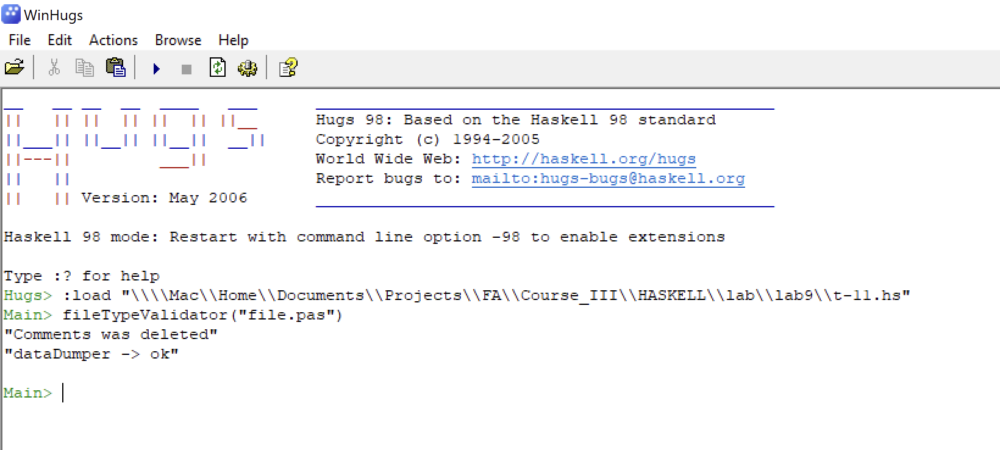 WinHugs
File Edit Actions Browse Help
__   __ __  __  ____   ___
||   || ||  || ||  || ||__
||___|| ||__|| ||__||  __||
||---||         ___||
||   ||
||   || Version: May 2006
Hugs 98: Based on the Haskell 98 standard
Copyright (c) 1994-2005
World Wide Web: http://haskell.org/hugs
Report bugs to: mailto:hugs-bugs@haskell.org
Haskell 98 mode: Restart with command line option -98 to enable extensions
Type :? for help
Hugs> :load "\\\\Mac\\Home\\Documents\\Projects\\FA\\Course_III\\HASKELL\\lab\\lab9\\t-11.hs"
Main> fileTypeValidator("file.pas")
"Comments was deleted"
"dataDumper -> ok"
Main>